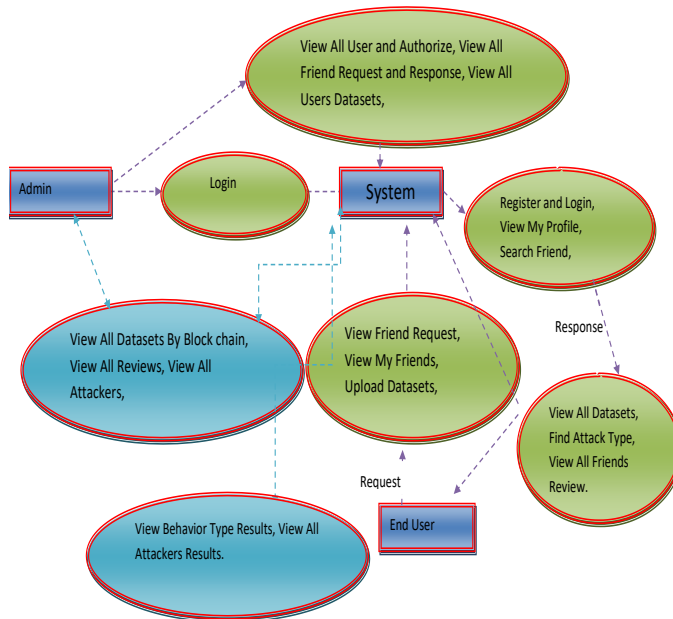 View All User and Authorize, View All
Friend Request and Response, View All
Users Datasets,
Admin
Login
System
Register and Login,
View My Profile,
Search Friend,
View All Datasets By Block chain,
View All Reviews, View All
Attackers,
View Friend Request,
View My Friends,
Upload Datasets,
Response
View All Datasets,
Find Attack Type,
View All Friends
Review.
Request
View Behavior Type Results, View All
Attackers Results.
End User